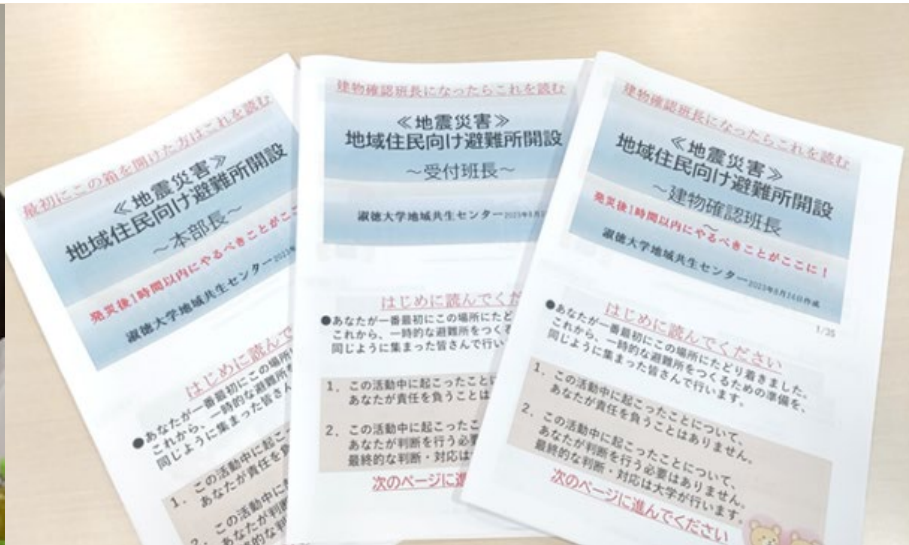 最初にこの箱を開けた方はこれを読む
≪地震災害≫
地域住民向け避難所開設
～本部長～
発災後1時間以内にやるべきことがここ
淑徳大学地域共生センター
はじめに読んで
●あなたが一番最初にこの場所
これから、一時的な避難所を
同じように集まった皆さん
1. この活動中に起こ
あなたが責任を
2. この活動中に
あなたが判
建物確認班長になったらこれを読む
≪地震災害≫
地域住民向け避難所開設
～受付班長～
淑徳大学地域共生センター
はじめに読んでくだ
●あなたが一番最初にこの場所にたど
これから、一時的な避難所をつくる
同じように集まった皆さんで行い
1. この活動中に起こったことに
あなたが責任を負うことは
2. この活動中に起こったこ
あなたが判断を行う必要
最終的な判断・対応は
次のページに進
建物確認班長になったらこれを読む
≪地震災害≫
地域住民向け避難所開設
～建物確認班長～
発災後1時間以内にやるべきことがここに！
淑徳大学地域共生センター
1/35
はじめに読んでください
●あなたが一番最初にこの場所にたどり着きました。
これから、一時的な避難所をつくるための準備を、
同じように集まった皆さんで行います。
1. この活動中に起こったことについて、
あなたが責任を負うことはありません。
2. この活動中に起こったことについて、
あなたが判断を行う必要はありません。
最終的な判断・対応は大学が行います。
次のページに進んでください